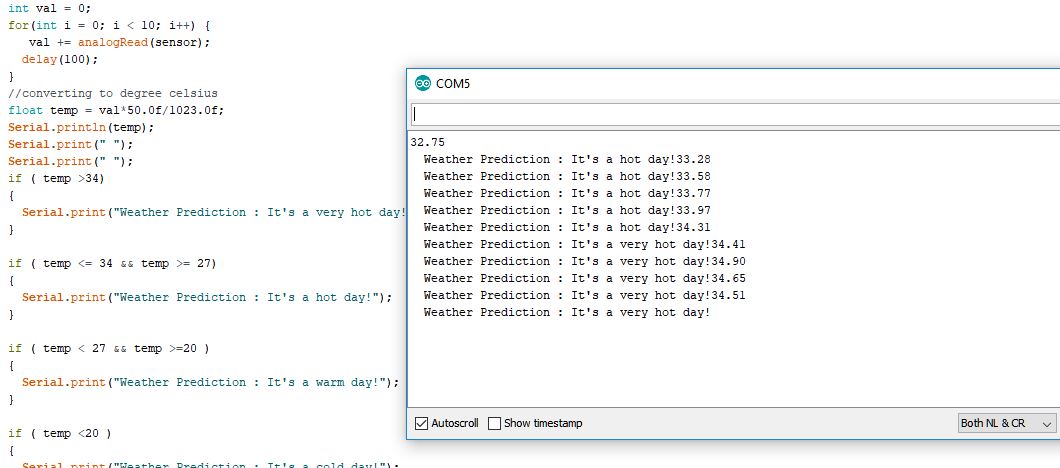 int val = 0;
for(int i = 0; i < 10; i++) {
val += analogRead(sensor);
delay(100);
}
//converting to degree celsius
float temp = val*50.0f/1023.0f;
Serial.println(temp);
Serial.print(" ");
Serial.print(" ");
if ( temp >34)
{
Serial.print("Weather Prediction : It's a very hot day!
}
if ( temp <= 34 && temp >= 27)
{
Serial.print("Weather Prediction : It's a hot day!");
}
if ( temp < 27 && temp >=20 )
{
Serial.print("Weather Prediction : It's a warm day!");
}
if ( temp <20 )
{
Serial.print("Weather Prediction : It's a cold day!");
COM5
32.75
Weather Prediction : It's a hot day!33.28
Weather Prediction : It's a hot day!33.58
Weather Prediction : It's a hot day!33.77
Weather Prediction : It's a hot day!33.97
Weather Prediction : It's a hot day!34.31
Weather Prediction : It's a very hot day!34.41
Weather Prediction : It's a very hot day!34.90
Weather Prediction : It's a very hot day!34.65
Weather Prediction : It's a very hot day!34.51
Weather Prediction : It's a very hot day!
Autoscroll Show timestamp Both NL & CR